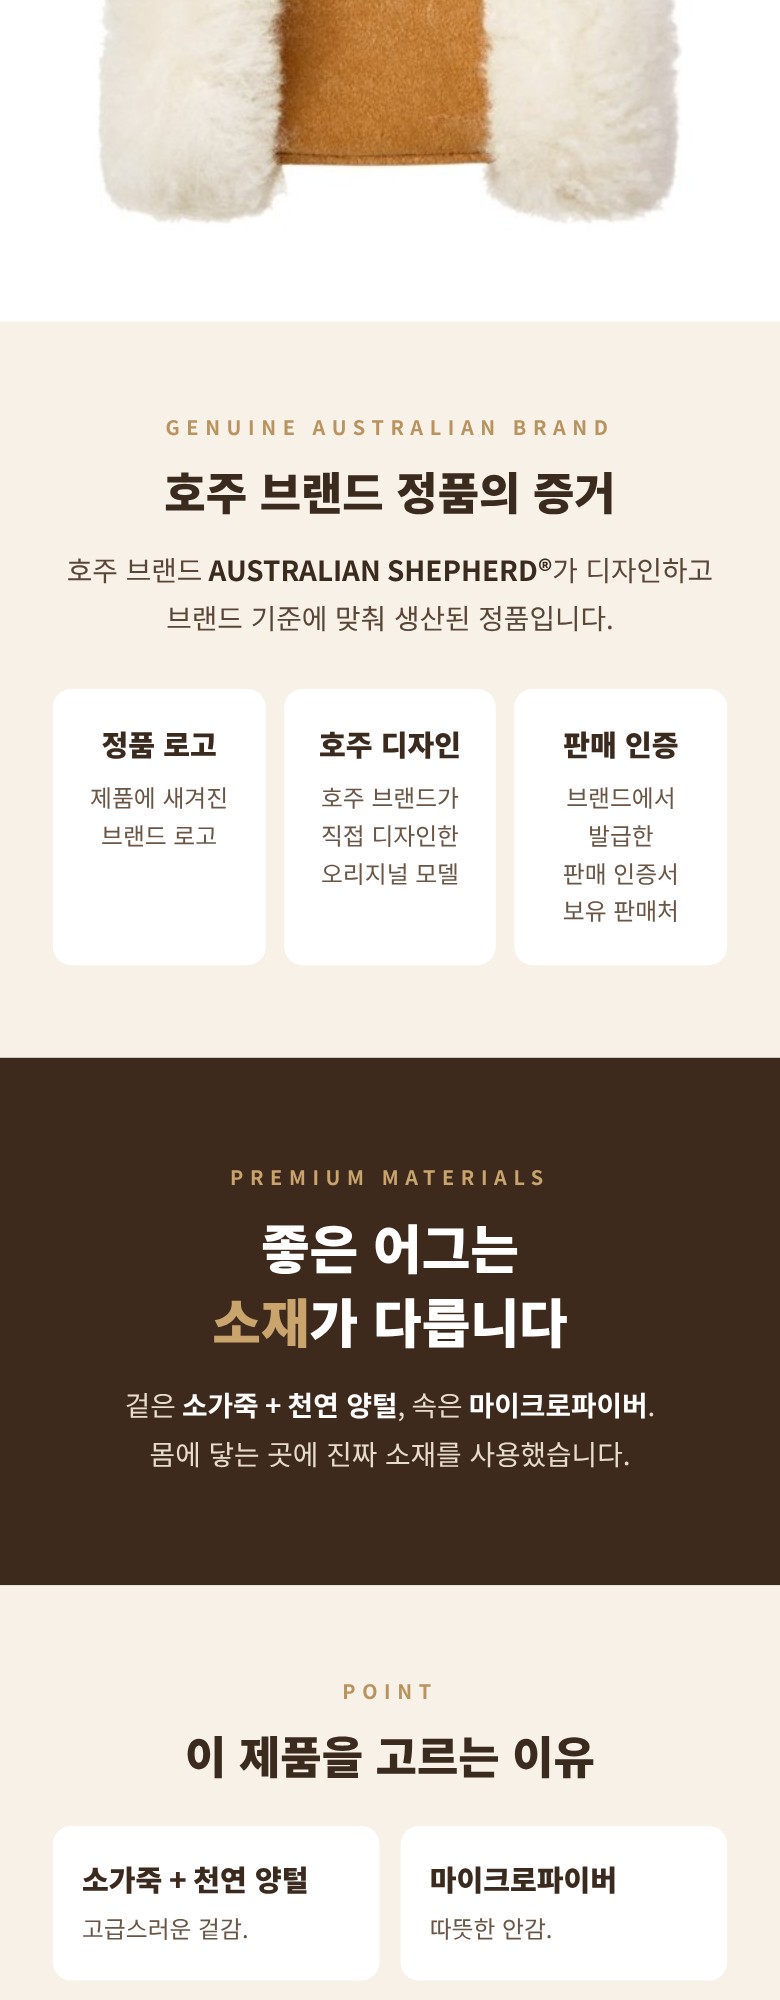 GENUINE AUSTRALIAN BRAND
호주 브랜드 정품의 증거
호주 브랜드 AUSTRALIAN SHEPHERD®가 디자인하고
브랜드 기준에 맞춰 생산된 정품입니다.
정품 로고
제품에 새겨진
브랜드 로고
호주 디자인
호주 브랜드가
직접 디자인한
오리지널 모델
판매 인증
브랜드에서
발급한
판매 인증서
보유 판매처
PREMIUM MATERIALS
좋은 어그는
소재가 다릅니다
겉은 소가죽 + 천연 양털, 속은 마이크로파이버.
몸에 닿는 곳에 진짜 소재를 사용했습니다.
POINT
이 제품을 고르는 이유
소가죽 + 천연 양털
고급스러운 겉감.
마이크로파이버
따뜻한 안감.